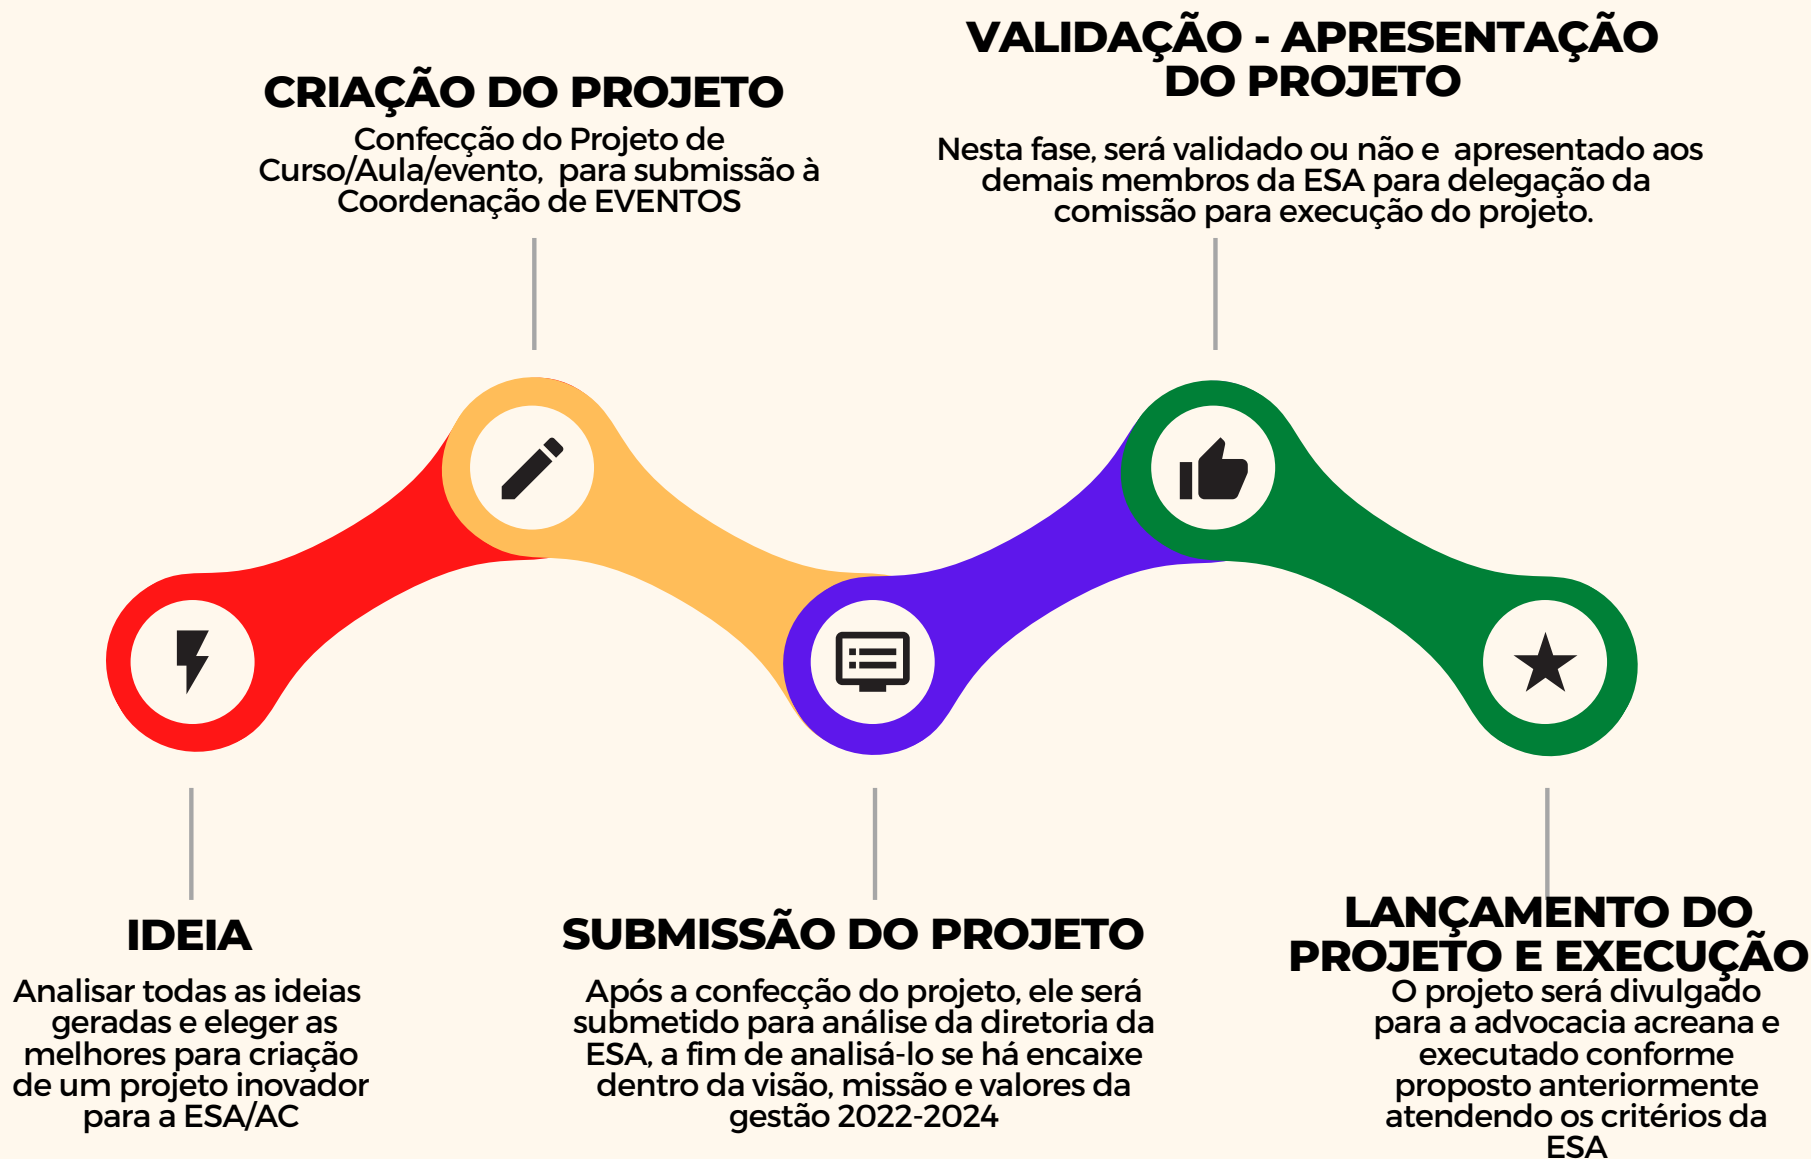 CRIAÇÃO DO PROJETO
Confecção do Projeto de
Curso/Aula/evento, para submissão à
Coordenação de EVENTOS
VALIDAÇÃO - APRESENTAÇÃO
DO PROJETO
Nesta fase, será validado ou não e apresentado aos
demais membros da ESA para delegação da
comissão para execução do projeto.
IDEIA
Analisar todas as ideias
geradas e eleger as
melhores para criação
de um projeto inovador
para a ESA/AC
SUBMISSÃO DO PROJETO
Após a confecção do projeto, ele será
submetido para análise da diretoria da
ESA, a fim de analisá-lo se há encaixe
dentro da visão, missão e valores da
gestão 2022-2024
LANÇAMENTO DO
PROJETO E EXECUÇÃO
O projeto será divulgado
para a advocacia acreana e
executado conforme
proposto anteriormente
atendendo os critérios da
ESA